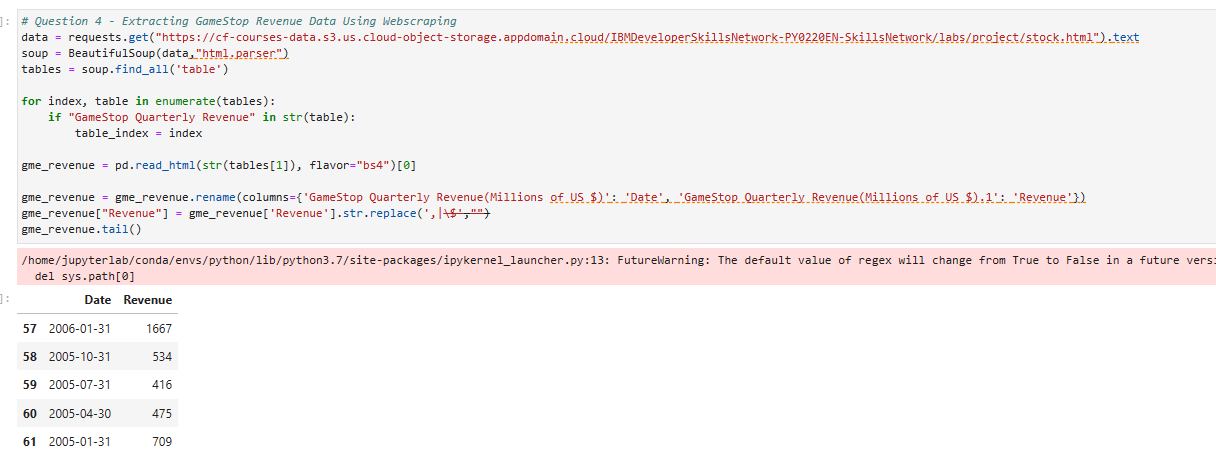 ]: # Question 4 - Extracting GameStop Revenue Data Using Webscraping
data = requests.get("https://cf-courses-data.s3.us.cloud-object-storage.appdomain.cloud/IBMDeveloperSkillsNetwork-PY0220EN-SkillsNetwork/labs/project/stock.html").text
soup = BeautifulSoup(data,"html.parser")
tables = soup.find_all('table')
for index, table in enumerate(tables):
    if "GameStop Quarterly Revenue" in str(table):
        table_index = index
gme_revenue = pd.read_html(str(tables[1]), flavor="bs4")[0]
gme_revenue = gme_revenue.rename(columns={'GameStop Quarterly Revenue(Millions of US $)': 'Date', 'GameStop Quarterly Revenue(Millions of US $).1': 'Revenue'})
gme_revenue["Revenue"] = gme_revenue['Revenue'].str.replace(',|\$',"")
gme_revenue.tail()
/home/jupyterlab/conda/envs/python/lib/python3.7/site-packages/ipykernel_launcher.py:13: FutureWarning: The default value of regex will change from True to False in a future versi
  del sys.path[0]
]: Date Revenue
57 2006-01-31 1667
58 2005-10-31 534
59 2005-07-31 416
60 2005-04-30 475
61 2005-01-31 709